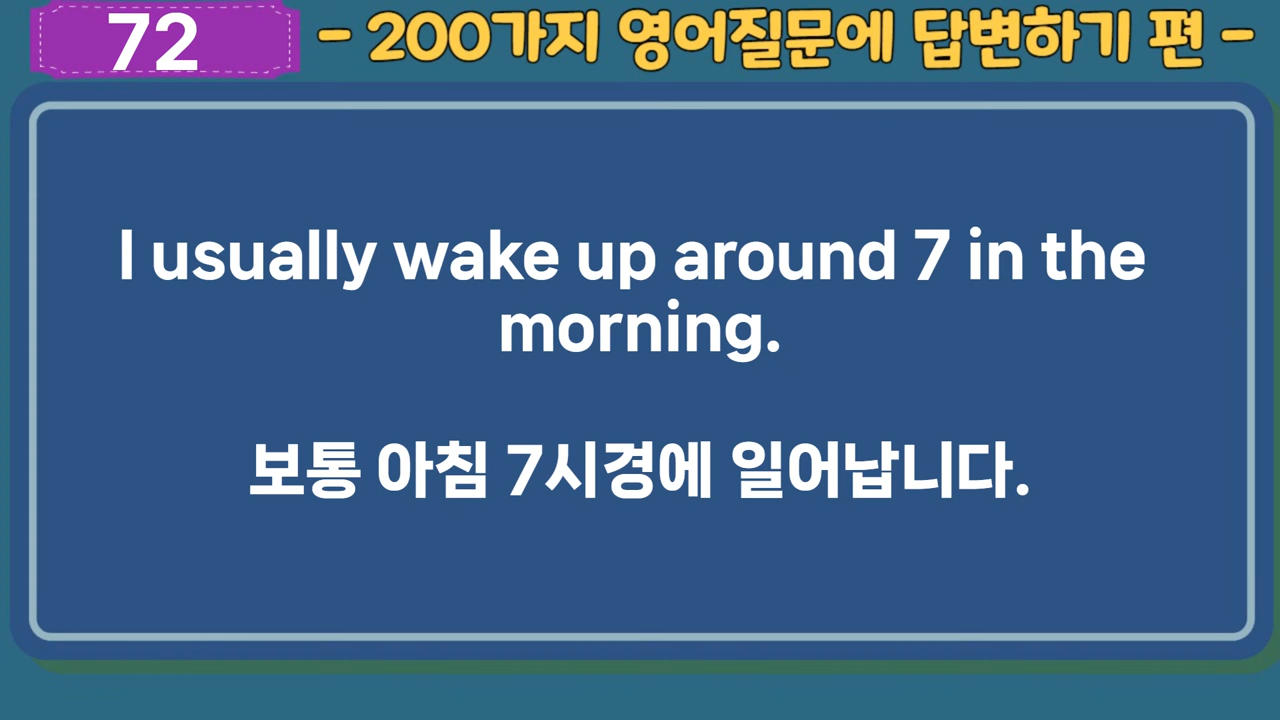 72
- 200가지 영어질문에 답변하기 편 -
I usually wake up around 7 in the
morning.
보통 아침 7시경에 일어납니다.